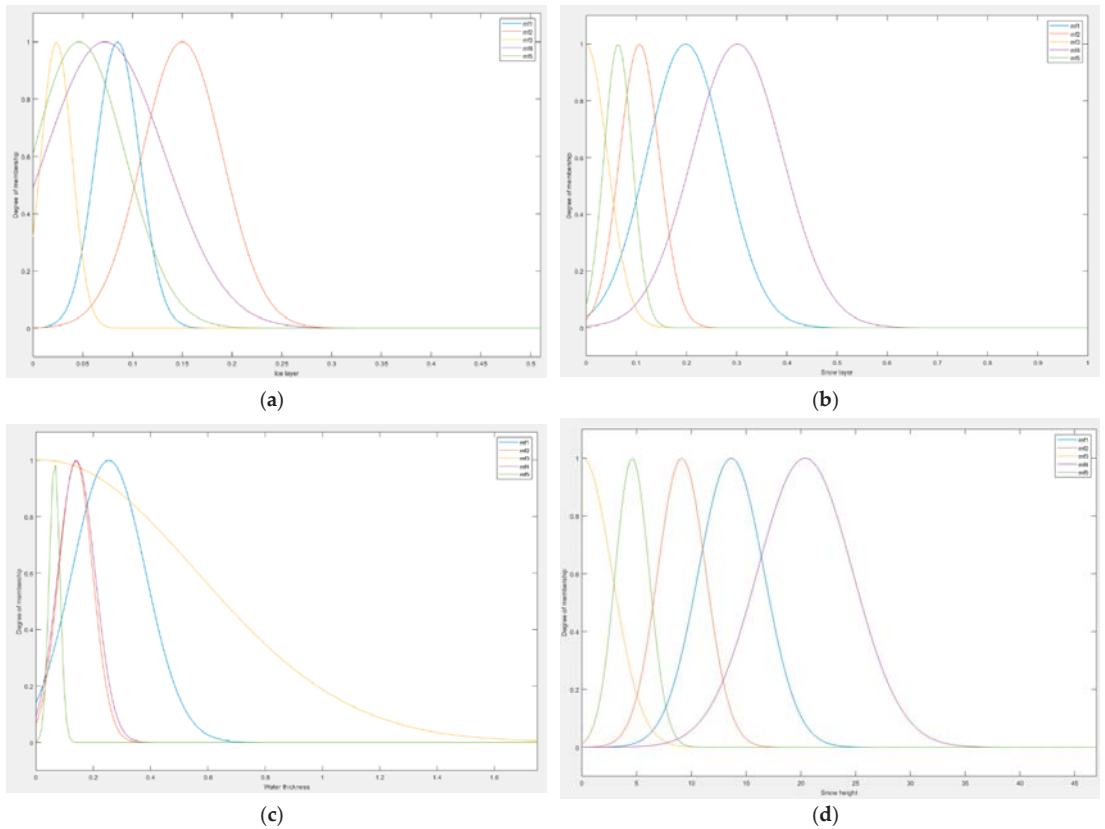 mf1
mf2
mf3
mf4
mf5
1
0.8
0.6
0.4
0.2
0
Degree of membership
0 0.05 0.1 0.15 0.2 0.25 0.3 0.35 0.4 0.45 0.5
Ice layer
(a)
mf1
mf2
mf3
mf4
mf5
1
0.8
0.6
0.4
0.2
0
Degree of membership
0 0.1 0.2 0.3 0.4 0.5 0.6 0.7 0.8 0.9 1
Snow layer
(b)
mf1
mf2
mf3
mf4
mf5
1
0.8
0.6
0.4
0.2
0
Degree of membership
0 0.2 0.4 0.6 0.8 1 1.2 1.4 1.6
Water thickness
(c)
mf1
mf2
mf3
mf4
mf5
1
0.8
0.6
0.4
0.2
0
Degree of membership
0 5 10 15 20 25 30 35 40 45
Snow height
(d)